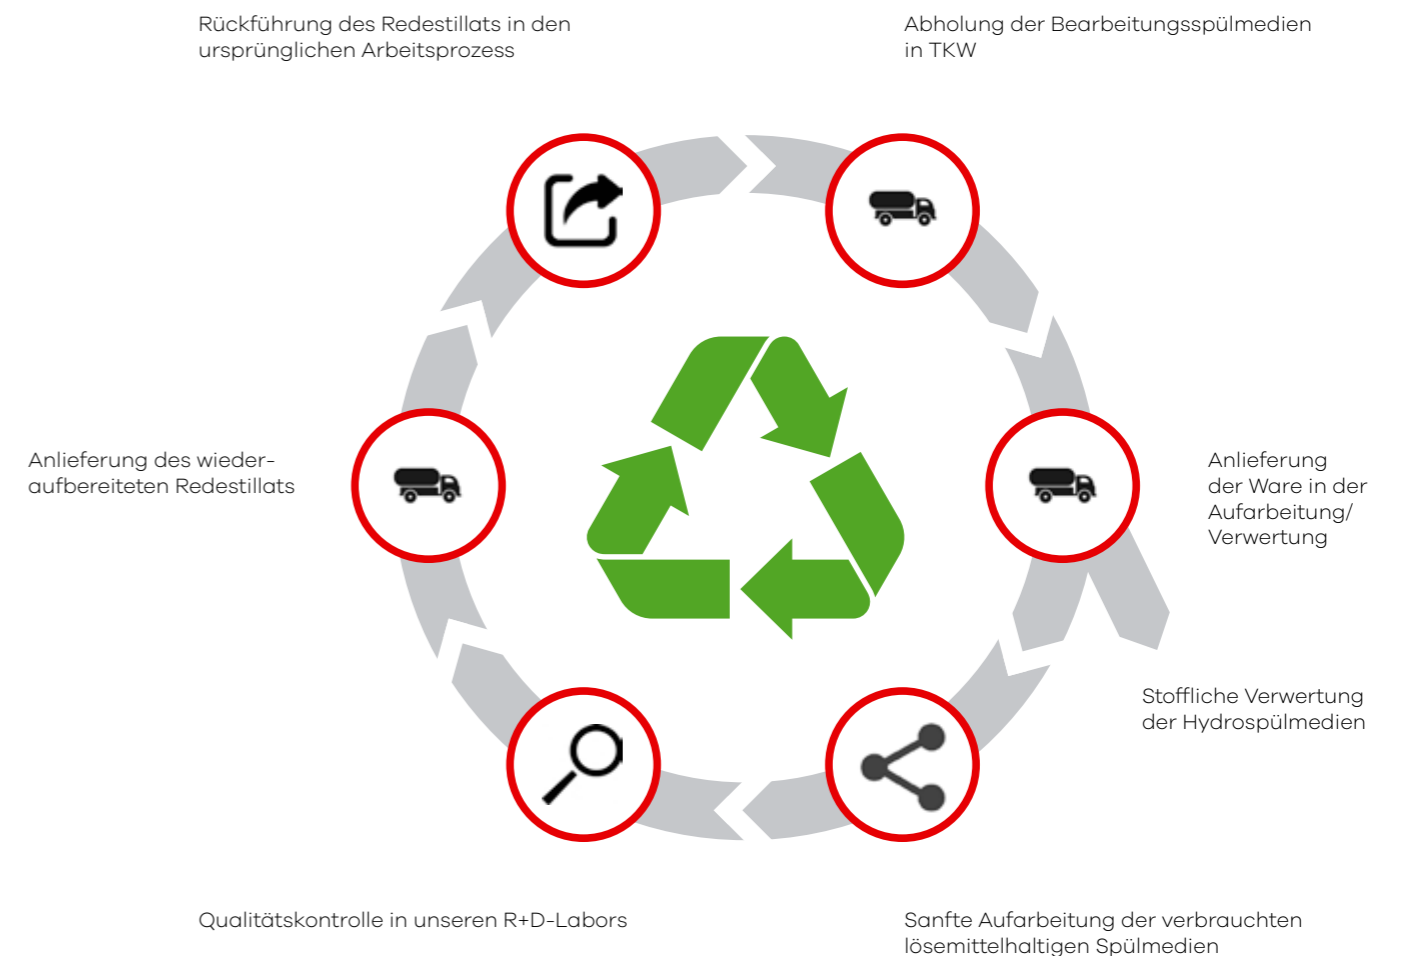 Rückführung des Redestillats in den
ursprünglichen Arbeitsprozess
Abholung der Bearbeitungsspülmedien
in TKW
Anlieferung des wieder-
aufbereiteten Redestillats
Anlieferung
der Ware in der
Aufarbeitung/
Verwertung
Stoffliche Verwertung
der Hydrospülmedien
Qualitätskontrolle in unseren R+D-Labors
Sanfte Aufarbeitung der verbrauchten
lösemittelhaltigen Spülmedien